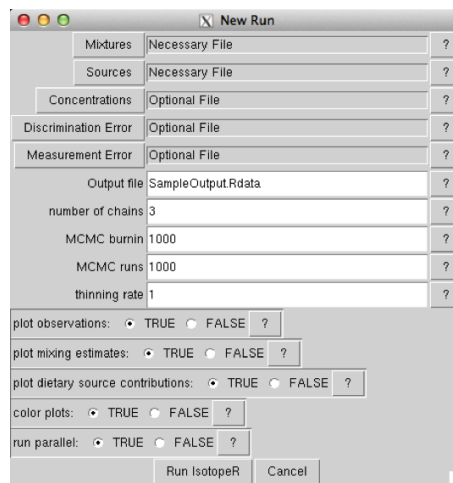 New Run
Mixtures Necessary File ?
Sources Necessary File ?
Concentrations Optional File ?
Discrimination Error Optional File ?
Measurement Error Optional File ?
Output file SampleOutput.Rdata ?
number of chains 3 ?
MCMC burnin 1000 ?
MCMC runs 1000 ?
thinning rate 1 ?
plot observations: TRUE FALSE ?
plot mixing estimates: TRUE FALSE ?
plot dietary source contributions: TRUE FALSE ?
color plots: TRUE FALSE ?
run parallel: TRUE FALSE ?
Run IsotopeR Cancel